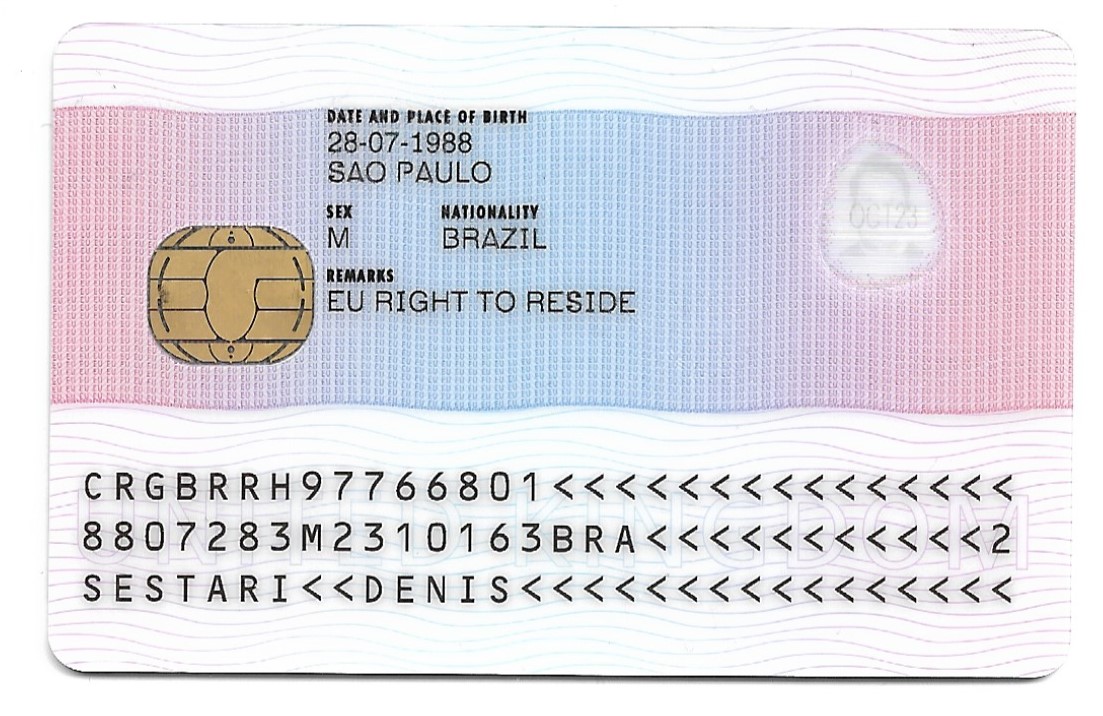 DATE AND PLACE OF BIRTH
28-07-1988
SAO PAULO
SEX NATIONALITY
M BRAZIL
REMARKS
EU RIGHT TO RESIDE
OCT23
CRGBRRH97766801<<<<<<<<<<<<<<<
8807283M2310163BRA<<<<<<<<<<<2
SESTARI<<DENIS<<<<<<<<<<<<<<<<
UNITED KINGDOM